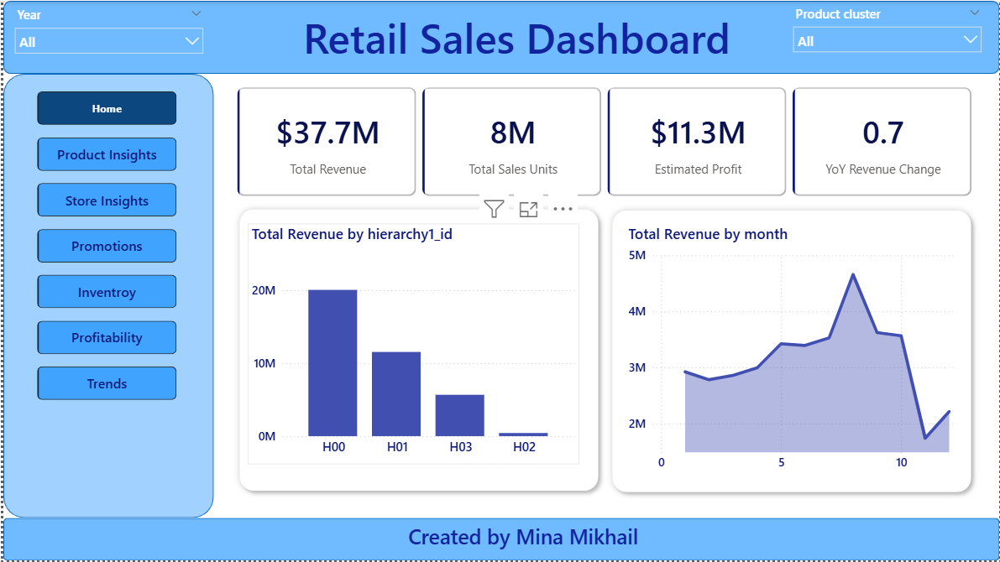 Year
All
Retail Sales Dashboard
Product cluster
All
Home
Product Insights
Store Insights
Promotions
Inventroy
Profitability
Trends
$37.7M
Total Revenue
8M
Total Sales Units
$11.3M
Estimated Profit
0.7
YoY Revenue Change
Total Revenue by hierarchy1_id
20M
10M
0M
H00 H01 H03 H02
Total Revenue by month
5M
4M
3M
2M
0 5 10
Created by Mina Mikhail